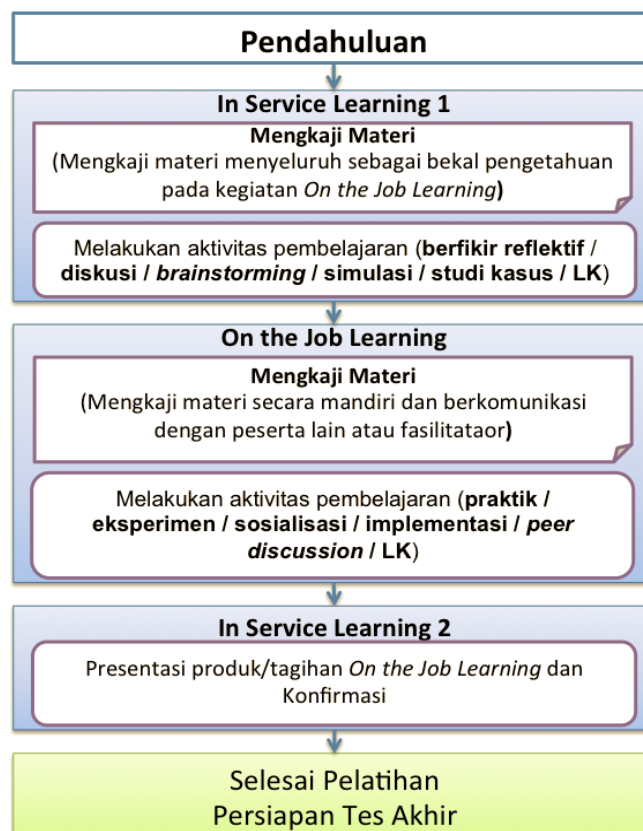 Pendahuluan
In Service Learning 1
Mengkaji Materi
(Mengkaji materi menyeluruh sebagai bekal pengetahuan
pada kegiatan On the Job Learning)
Melakukan aktivitas pembelajaran (berfikir reflektif /
diskusi / brainstorming / simulasi / studi kasus / LK)
On the Job Learning
Mengkaji Materi
(Mengkaji materi secara mandiri dan berkomunikasi
dengan peserta lain atau fasilitataor)
Melakukan aktivitas pembelajaran (praktik /
eksperimen / sosialisasi / implementasi / peer
discussion / LK)
In Service Learning 2
Presentasi produk/tagihan On the Job Learning dan
Konfirmasi
Selesai Pelatihan
Persiapan Tes Akhir